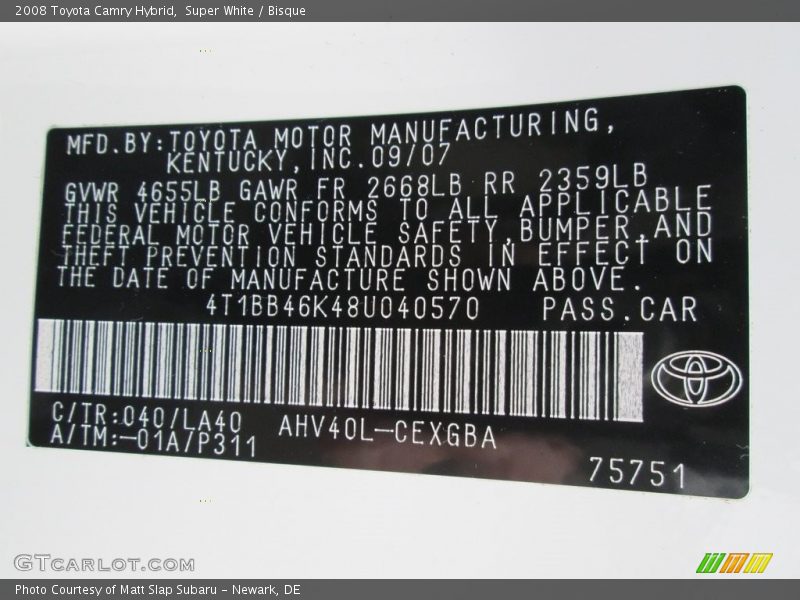 2008 Toyota Camry Hybrid, Super White / Bisque
MFD.BY:TOYOTA MOTOR MANUFACTURING,
KENTUCKY,INC.09/07
GVWR 4655LB GAWR FR 2668LB RR 2359LB
THIS VEHICLE CONFORMS TO ALL APPLICABLE
FEDERAL MOTOR VEHICLE SAFETY,BUMPER,AND
THEFT PREVENTION STANDARDS IN EFFECT ON
THE DATE OF MANUFACTURE SHOWN ABOVE.
4T1BB46K48U040570 PASS.CAR
C/TR:040/LA40 AHV40L-CEXGBA
A/TM:-01A/P311
75751
GTCARLOT.COM
Photo Courtesy of Matt Slap Subaru - Newark, DE